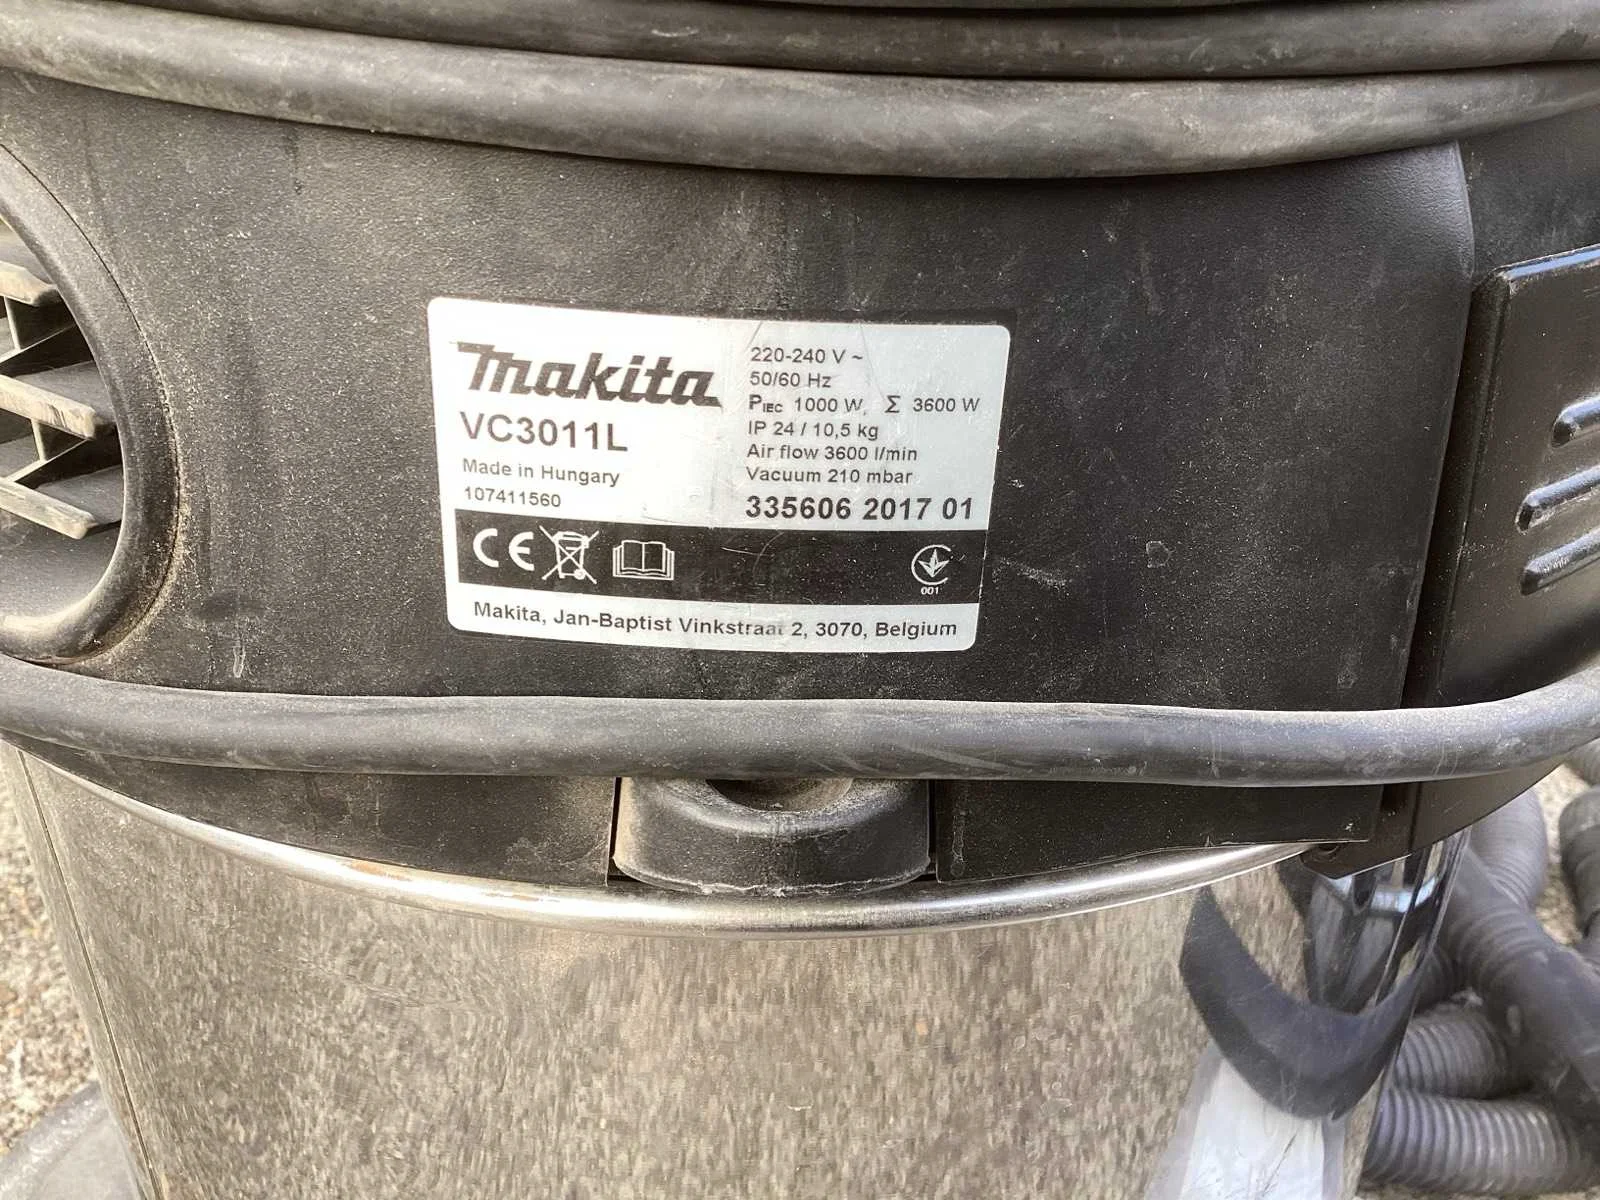 makita
VC3011L
Made in Hungary
107411560
220-240 V ~
50/60 Hz
PIEC 1000 W, Σ 3600 W
IP 24 / 10,5 kg
Air flow 3600 l/min
Vacuum 210 mbar
335606 2017 01
CE
001
Makita, Jan-Baptist Vinkstraat 2, 3070, Belgium